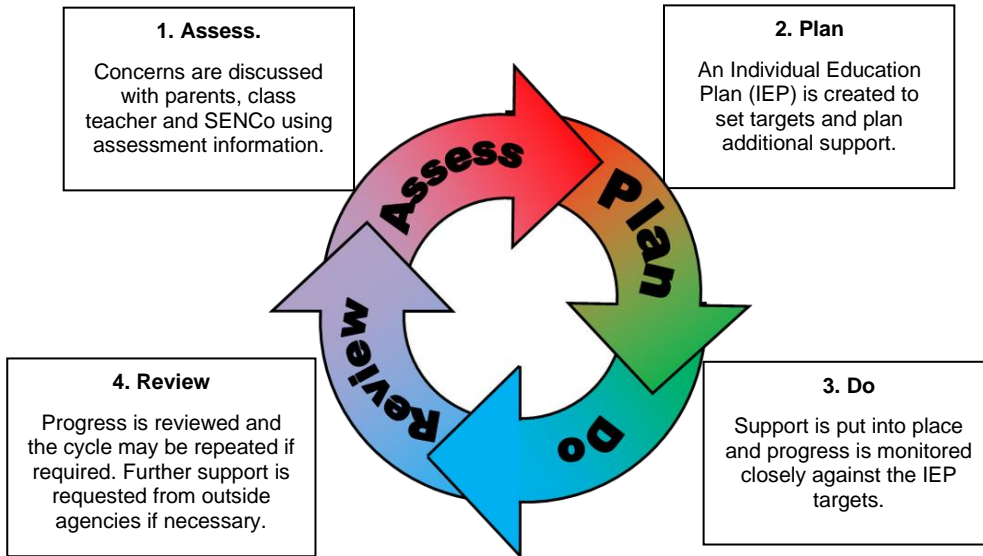 1. Assess.
Concerns are discussed
with parents, class
teacher and SENCo using
assessment information.
2. Plan
An Individual Education
Plan (IEP) is created to
set targets and plan
additional support.
Assess
Plan
Do
Review
4. Review
Progress is reviewed and
the cycle may be repeated if
required. Further support is
requested from outside
agencies if necessary.
3. Do
Support is put into place
and progress is monitored
closely against the IEP
targets.